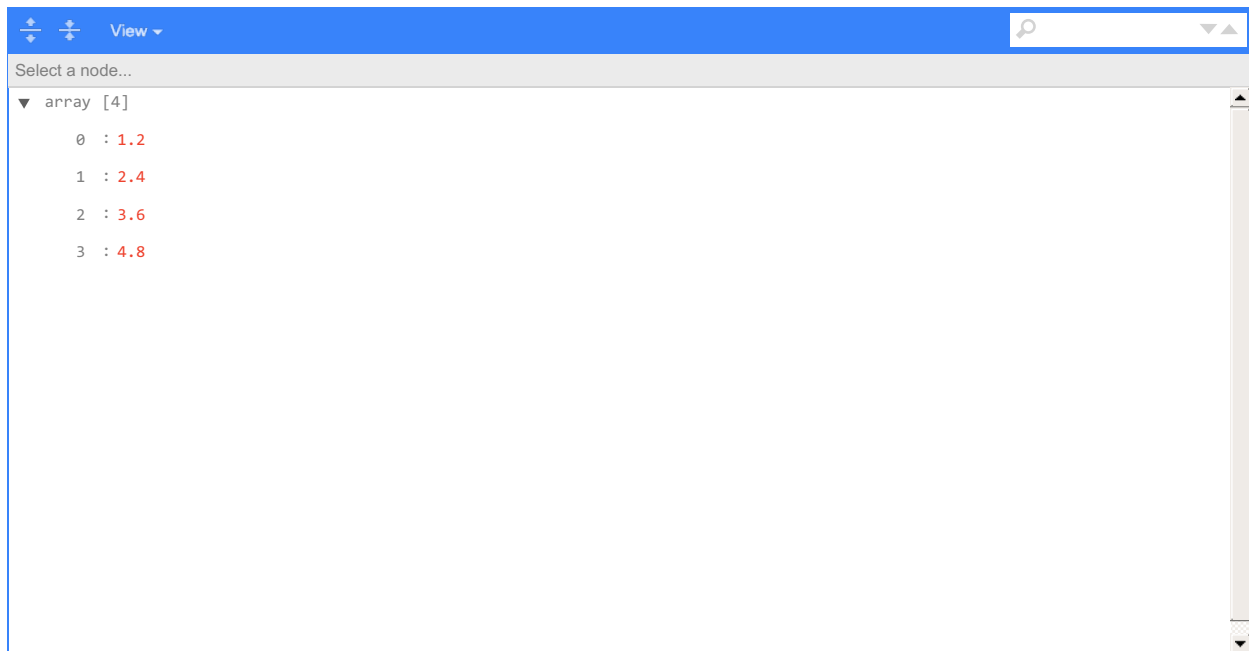 View
Select a node...
▼ array [4]
0 : 1.2
1 : 2.4
2 : 3.6
3 : 4.8